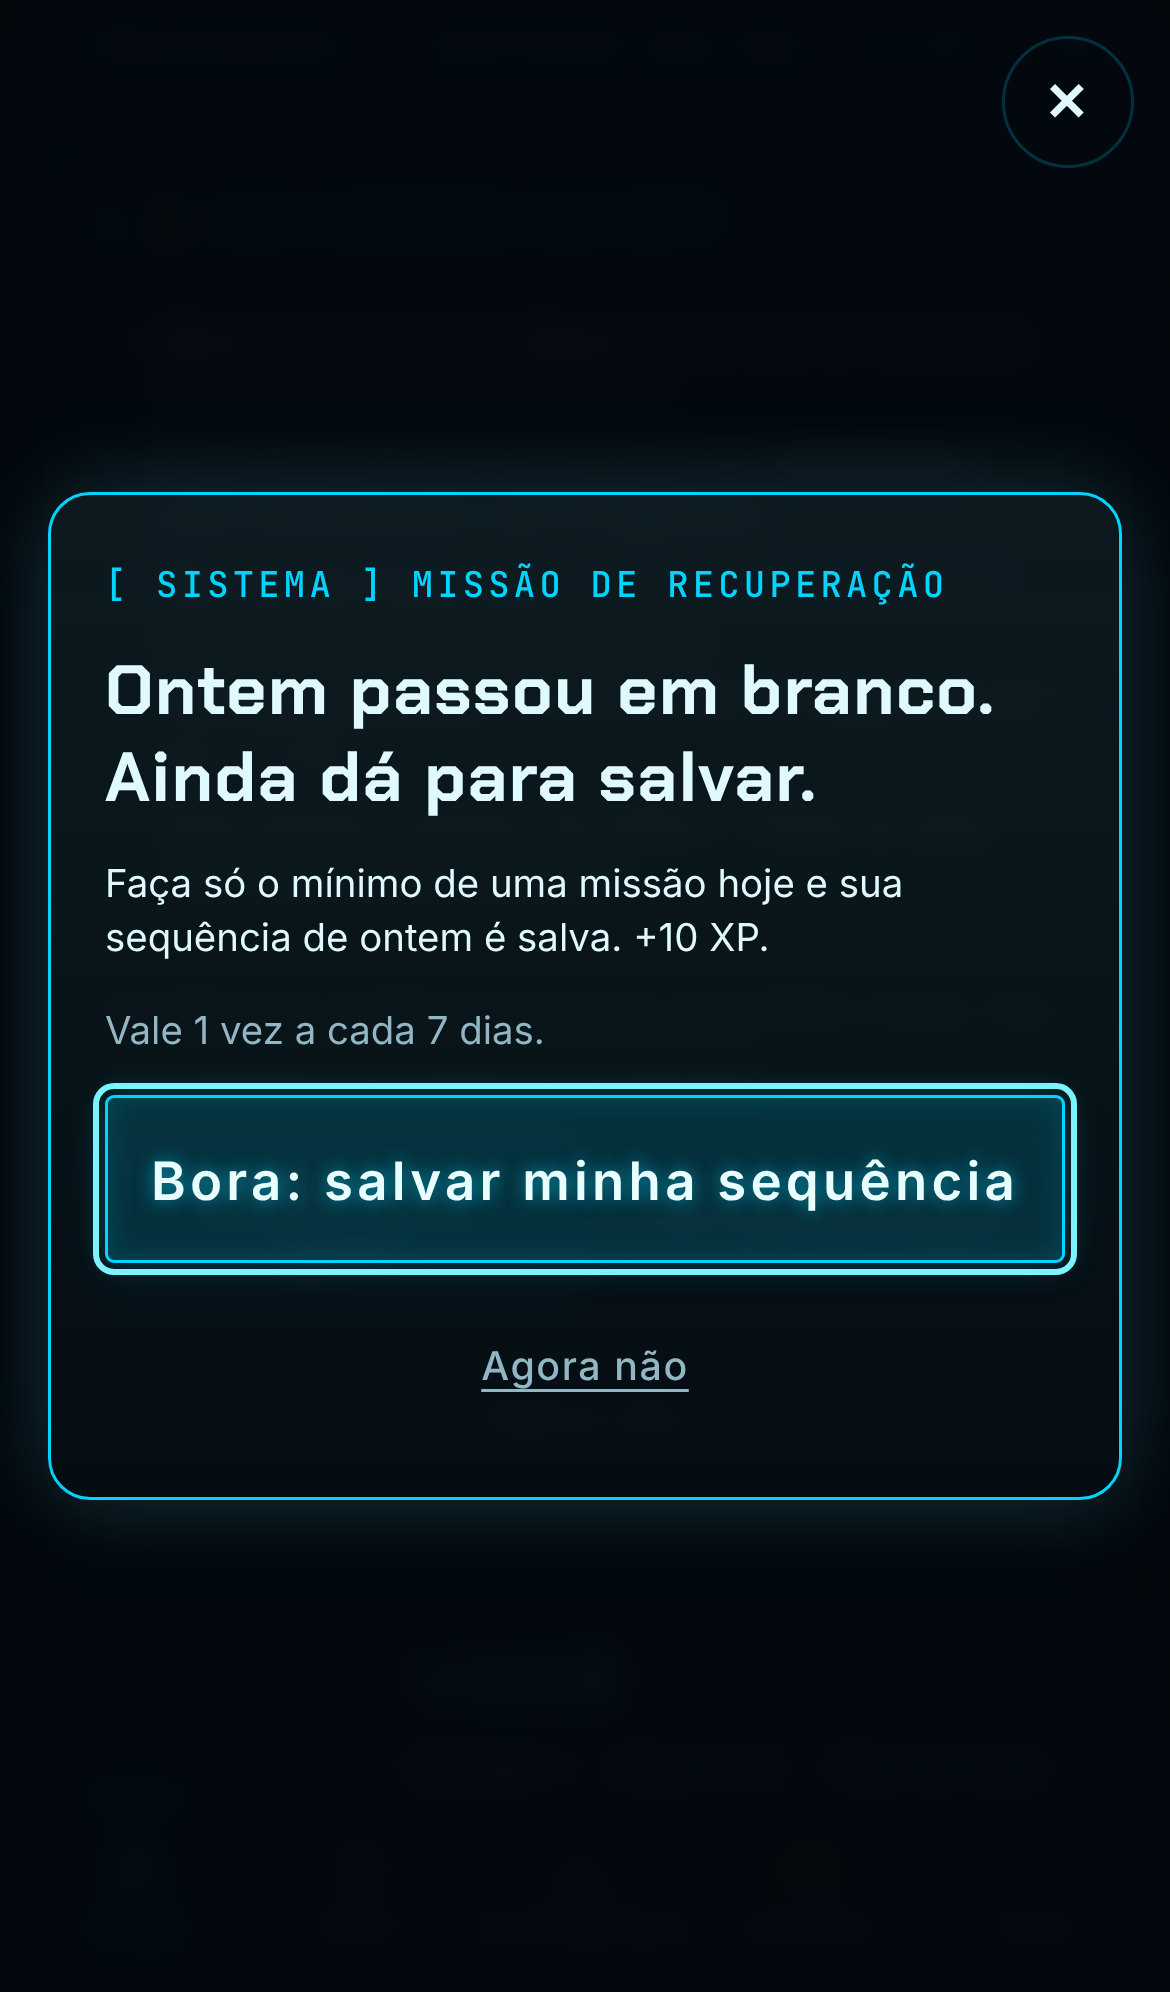 ✕
[ SISTEMA ] MISSÃO DE RECUPERAÇÃO
Ontem passou em branco.
Ainda dá para salvar.
Faça só o mínimo de uma missão hoje e sua
sequência de ontem é salva. +10 XP.
Vale 1 vez a cada 7 dias.
Bora: salvar minha sequência
Agora não